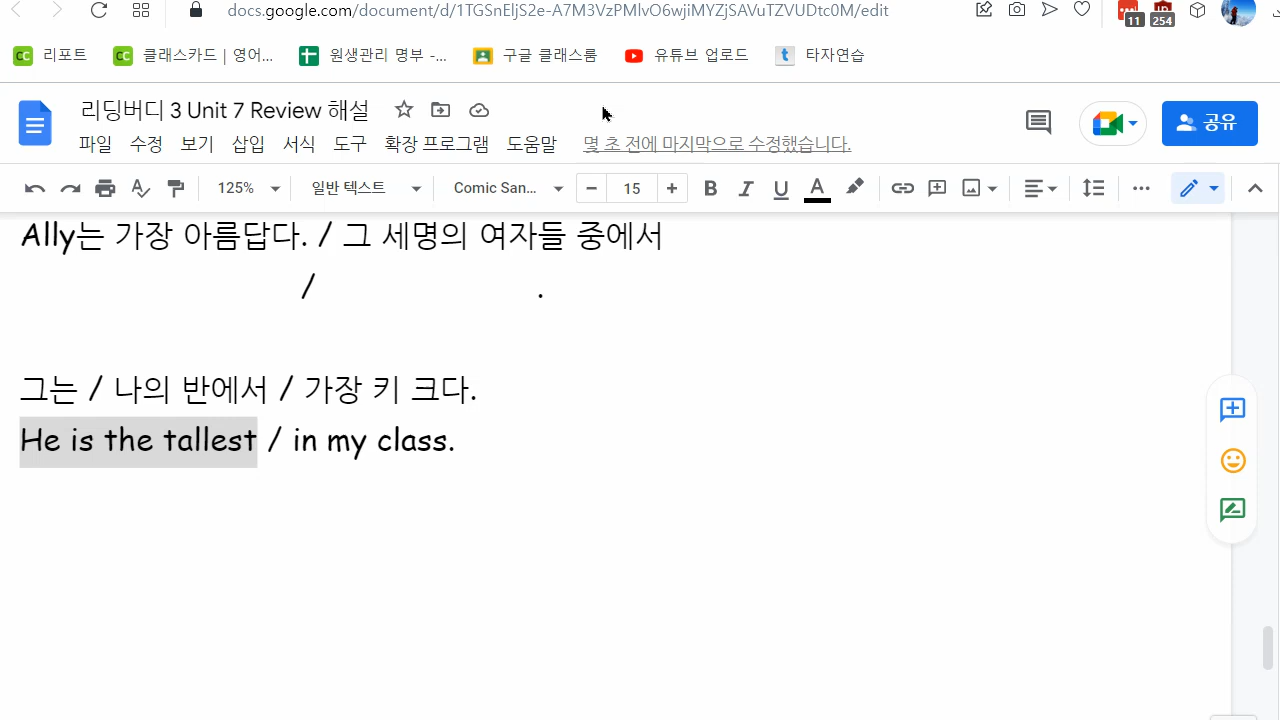 docs.google.com/document/d/1TGSnEljS2e-A7M3VzPMlvO6wjiMYZjSAVuTZVUDtc0M/edit
11 254
리포트 클래스카드 | 영어... 원생관리 명부 -... 구글 클래스룸 유튜브 업로드 타자연습
리딩버디 3 Unit 7 Review 해설
파일 수정 보기 삽입 서식 도구 확장 프로그램 도움말 몇 초 전에 마지막으로 수정했습니다.
공유
125% 일반 텍스트 Comic San... 15 B I U A
Ally는 가장 아름답다. / 그 세명의 여자들 중에서
/ .
그는 / 나의 반에서 / 가장 키 크다.
He is the tallest / in my class.